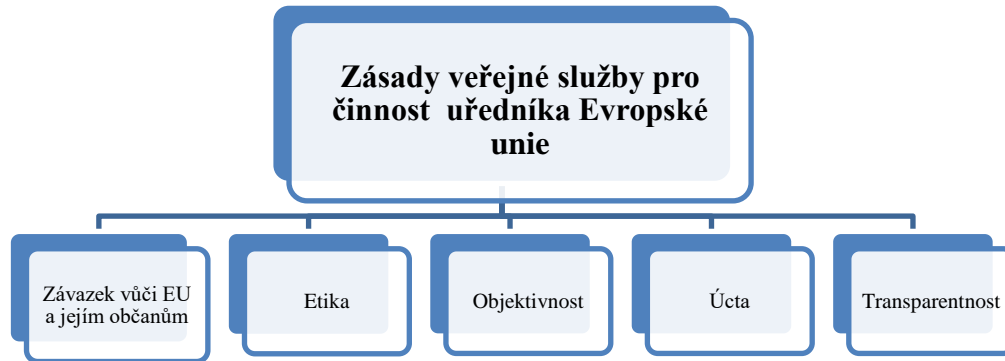 Zásady veřejné služby pro
činnost úředníka Evropské
unie
Závazek vůči EU
a jejím občanům
Etika
Objektivnost
Úcta
Transparentnost